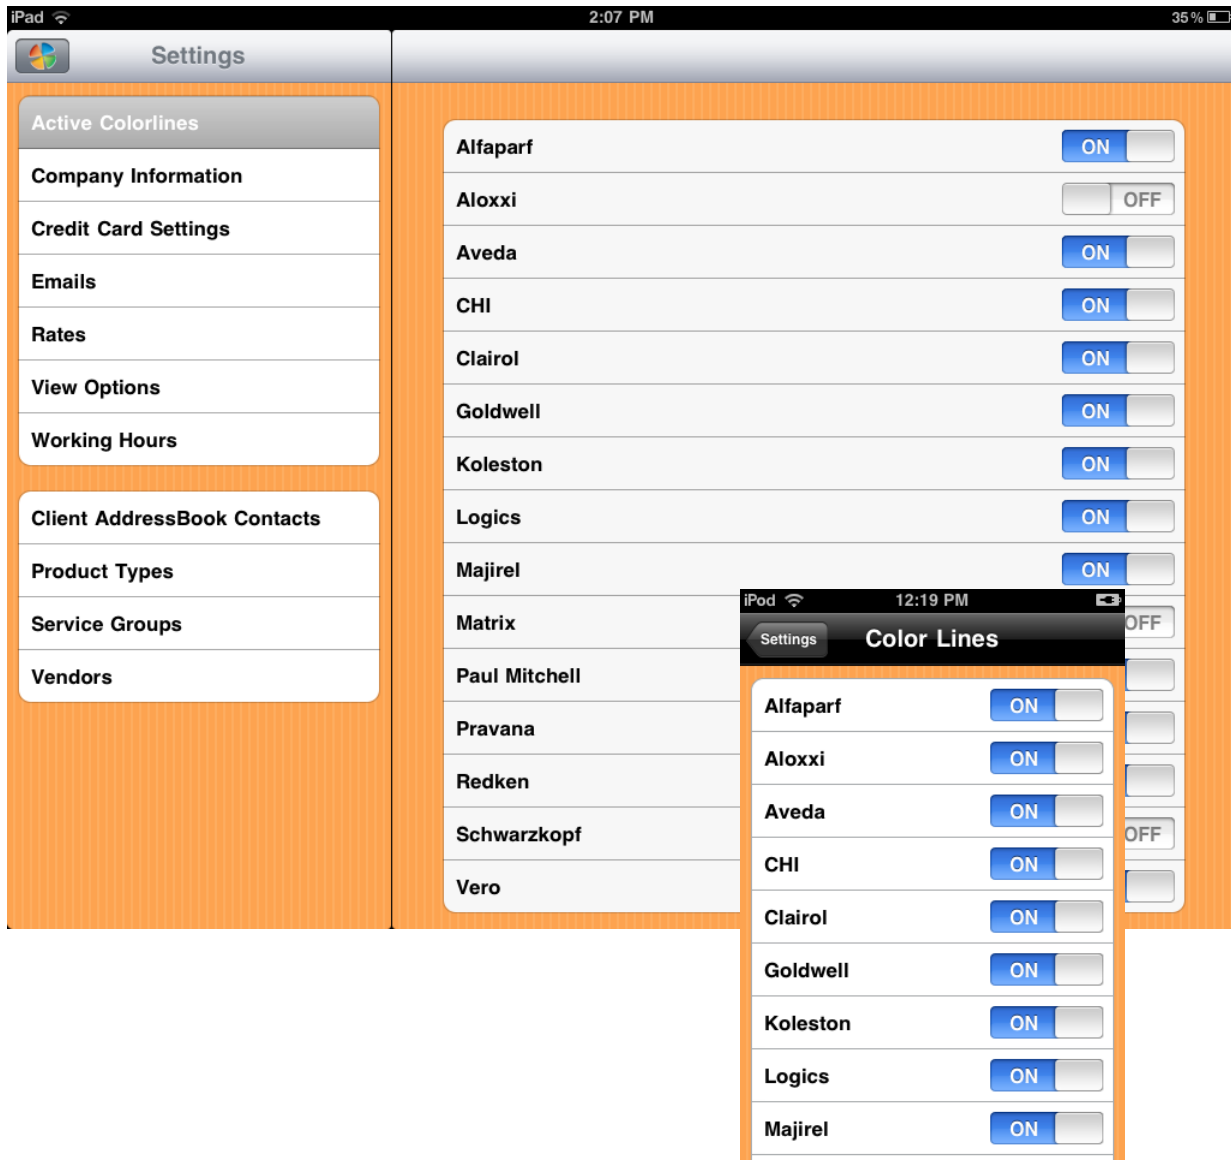 iPad 2:07 PM 35%
Settings
Active Colorlines
Company Information
Credit Card Settings
Emails
Rates
View Options
Working Hours
Client AddressBook Contacts
Product Types
Service Groups
Vendors
Alfaparf ON
Aloxxi OFF
Aveda ON
CHI ON
Clairol ON
Goldwell ON
Koleston ON
Logics ON
Majirel ON
Matrix OFF
Paul Mitchell
Pravana
Redken
Schwarzkopf OFF
Vero
iPod 12:19 PM
Settings Color Lines
Alfaparf ON
Aloxxi ON
Aveda ON
CHI ON
Clairol ON
Goldwell ON
Koleston ON
Logics ON
Majirel ON